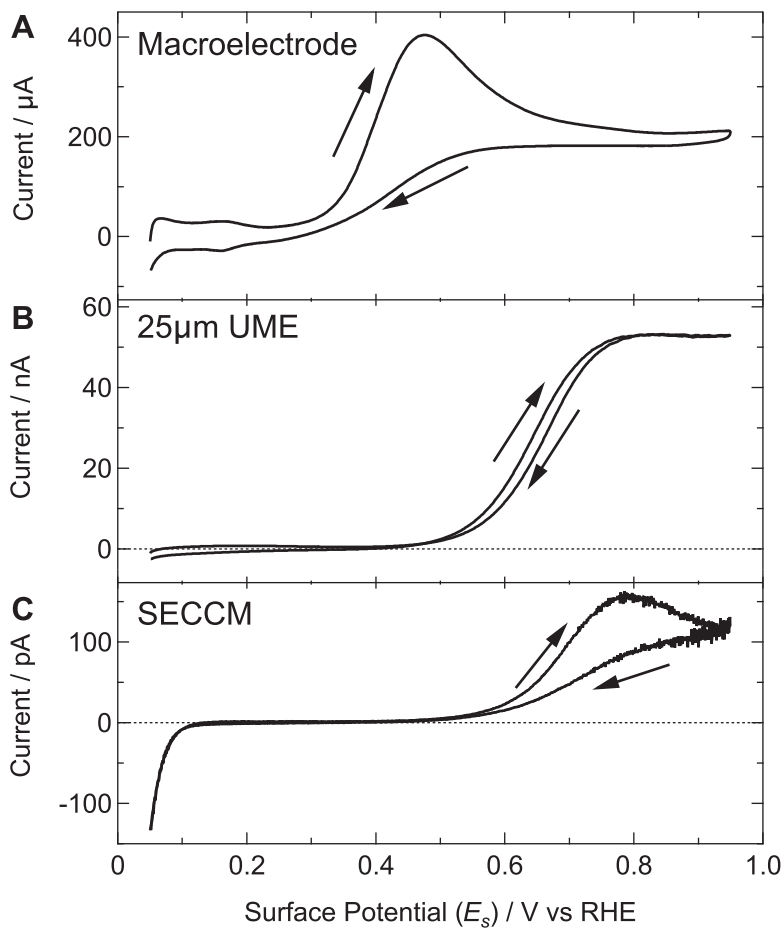 A
Macroelectrode
Current / µA
400
200
0
B
25µm UME
Current / nA
60
40
20
0
C
SECCM
Current / pA
100
0
-100
0 0.2 0.4 0.6 0.8 1.0
Surface Potential (Es) / V vs RHE